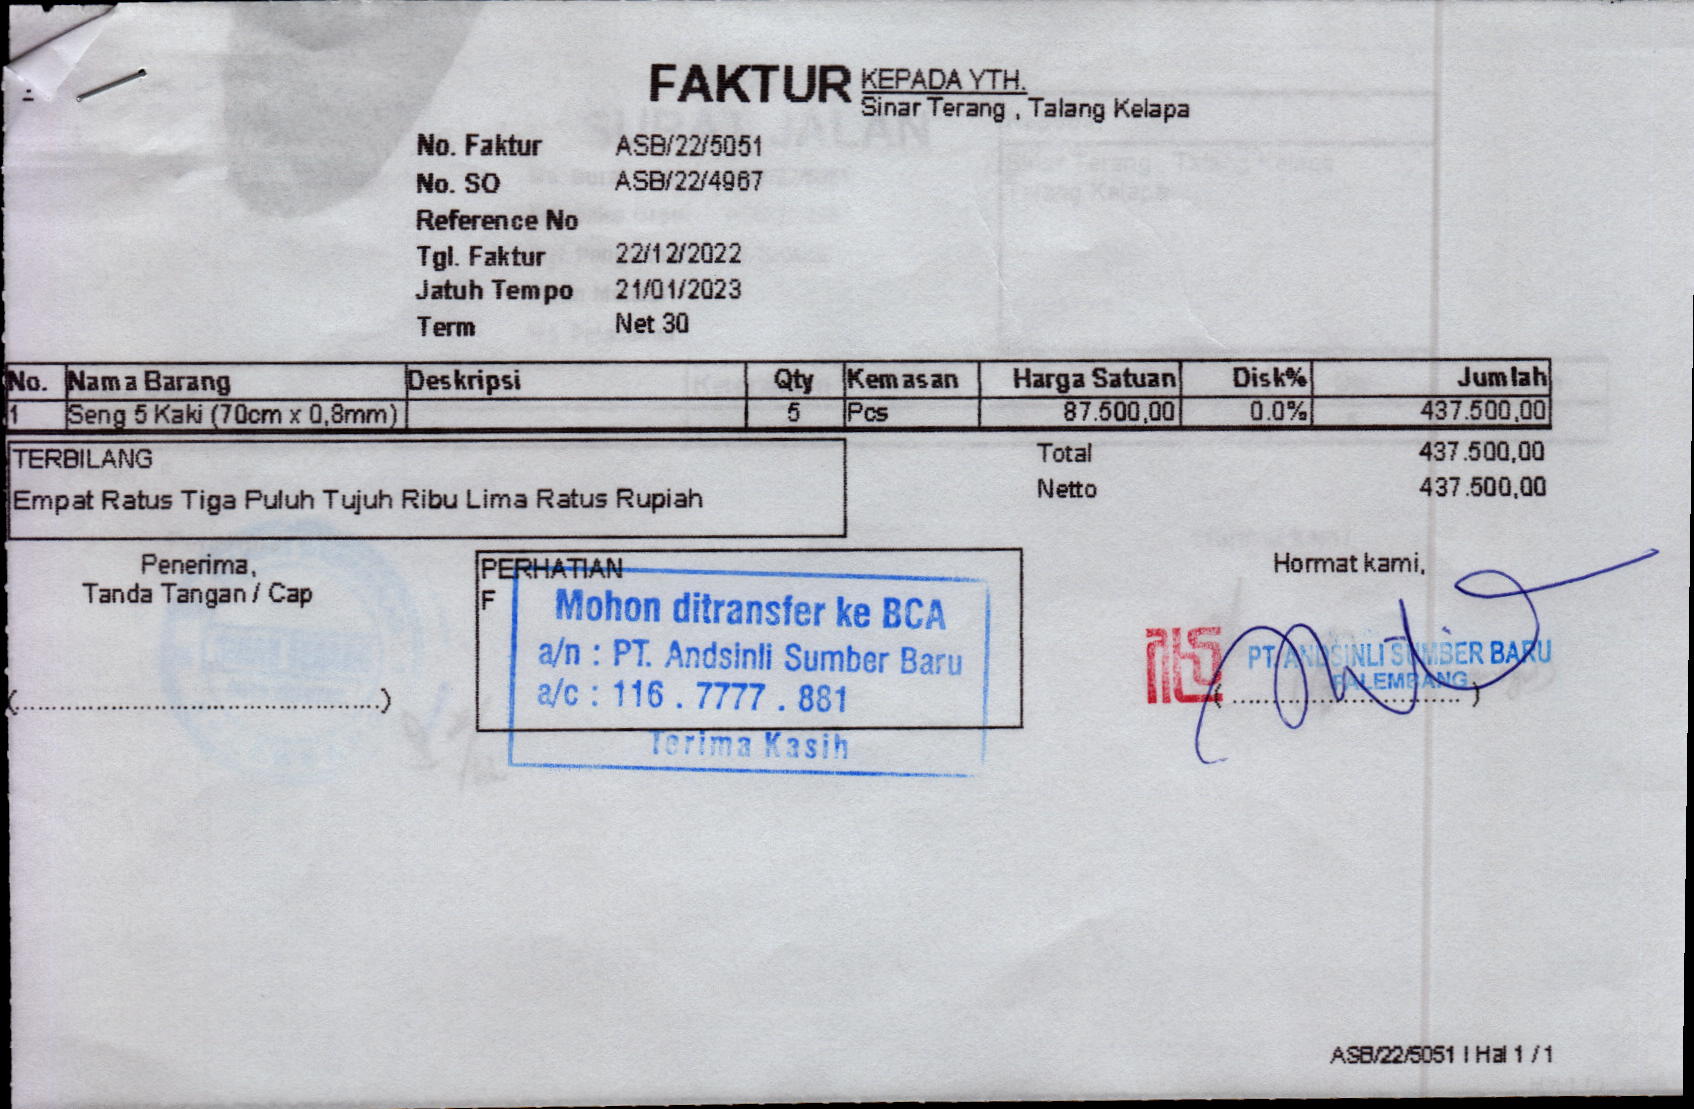 FAKTUR
KEPADA YTH.
Sinar Terang , Talang Kelapa
No. Faktur ASB/22/5051
No. SO ASB/22/4967
Reference No
Tgl. Faktur 22/12/2022
Jatuh Tempo 21/01/2023
Term Net 30
No. Nama Barang Deskripsi Qty Kemasan Harga Satuan Disk% Jumlah
1 Seng 5 Kaki (70cm x 0,8mm) 5 Pcs 87.500,00 0.0% 437.500,00
TERBILANG
Empat Ratus Tiga Puluh Tujuh Ribu Lima Ratus Rupiah
Total 437.500,00
Netto 437.500,00
Penerima,
Tanda Tangan / Cap
(....................................................)
PERHATIAN
F
Mohon ditransfer ke BCA
a/n : PT. Andsinli Sumber Baru
a/c : 116 . 7777 . 881
Terima Kasih
Hormat kami,
PT. ANDSINLI SUMBER BARU
PALEMBANG
(.................................)
ASB/22/5051 | Hal 1 / 1